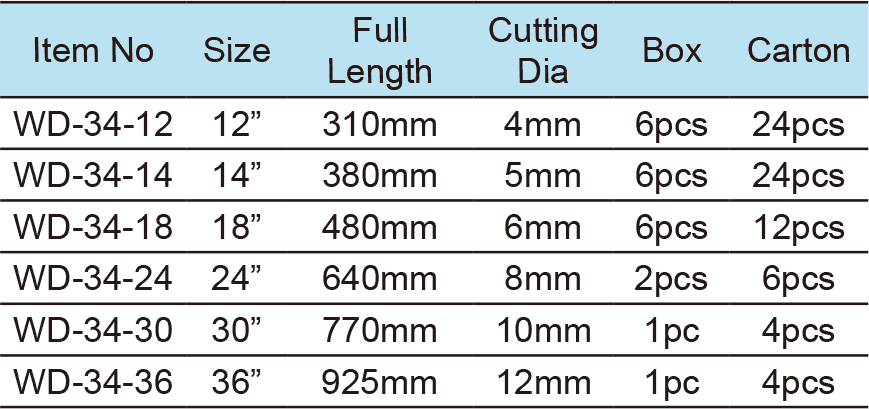 Item No Size Full Length Cutting Dia Box Carton
WD-34-12 12” 310mm 4mm 6pcs 24pcs
WD-34-14 14” 380mm 5mm 6pcs 24pcs
WD-34-18 18” 480mm 6mm 6pcs 12pcs
WD-34-24 24” 640mm 8mm 2pcs 6pcs
WD-34-30 30” 770mm 10mm 1pc 4pcs
WD-34-36 36” 925mm 12mm 1pc 4pcs